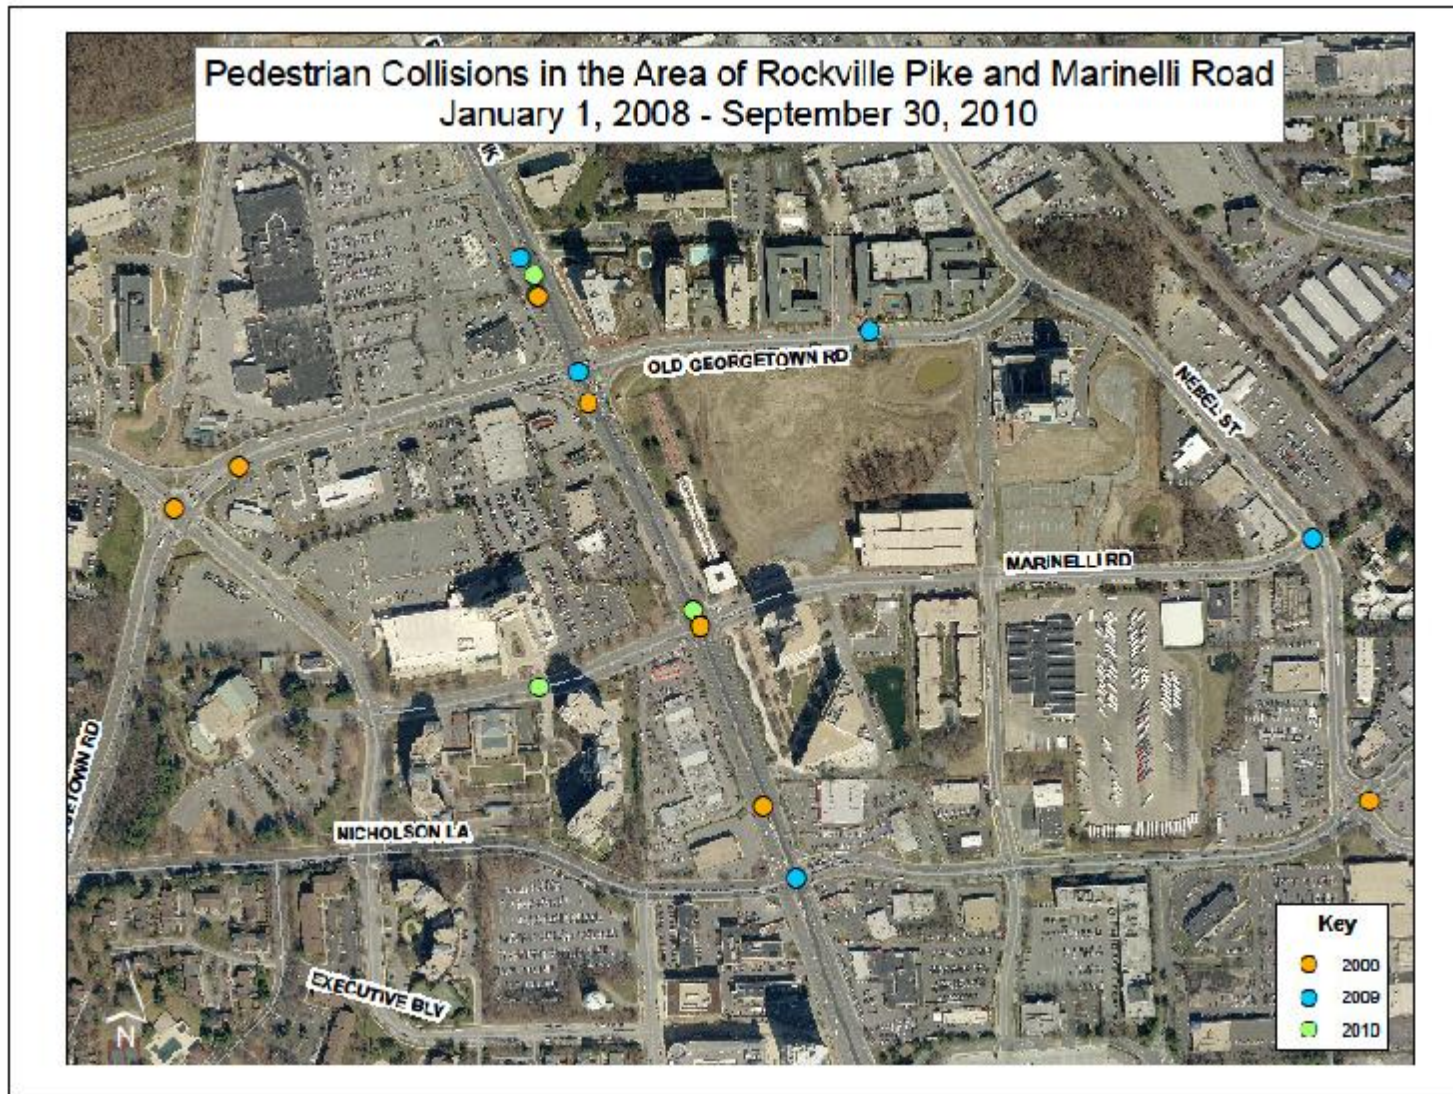 Pedestrian Collisions in the Area of Rockville Pike and Marinelli Road
January 1, 2008 - September 30, 2010
OLD GEORGETOWN RD
NEBEL ST
MARINELLI RD
NICHOLSON LA
EXECUTIVE BLV
N
Key
2009
2010